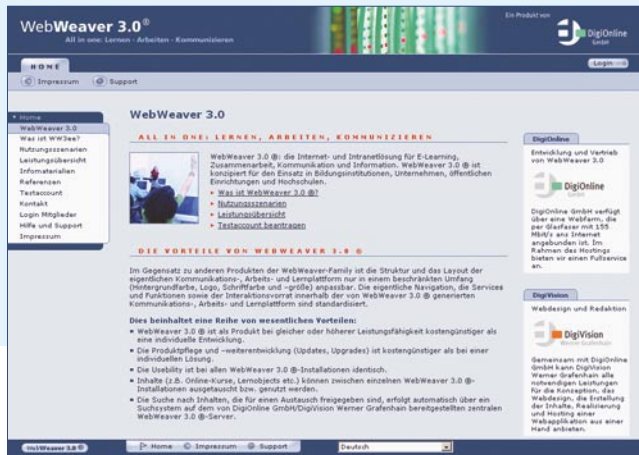 WebWeaver 3.0®
All in one: Lernen - Arbeiten - Kommunizieren
Ein Produkt von
DigiOnline
GmbH
HOME
Login
Impressum
Support
Home
WebWeaver 3.0
Was ist WW3ee?
Nutzungsszenarien
Leistungsübersicht
Infomaterialien
Referenzen
Testaccount
Kontakt
Login Mitglieder
Hilfe und Support
Impressum
WebWeaver 3.0
ALL IN ONE: LERNEN, ARBEITEN, KOMMUNIZIEREN
WebWeaver 3.0 ®: die Internet- und Intranetlösung für E-Learning,
Zusammenarbeit, Kommunikation und Information. WebWeaver 3.0 ® ist
konzipiert für den Einsatz in Bildungsinstitutionen, Unternehmen, öffentlichen
Einrichtungen und Hochschulen.
Was ist WebWeaver 3.0 ®?
Nutzungsszenarien
Leistungsübersicht
Testaccount beantragen
DIE VORTEILE VON WEBWEAVER 3.0 ®
Im Gegensatz zu anderen Produkten der WebWeaver-Family ist die Struktur und das Layout der
eigentlichen Kommunikations-, Arbeits- und Lernplattform nur in einem beschränkten Umfang
(Hintergrundfarbe, Logo, Schriftfarbe und –größe) anpassbar. Die eigentliche Navigation, die Services
und Funktionen sowie der Interaktionsvorrat innerhalb der von WebWeaver 3.0 ® generierten
Kommunikations-, Arbeits- und Lernplattform sind standardisiert.
Dies beinhaltet eine Reihe von wesentlichen Vorteilen:
WebWeaver 3.0 ® ist als Produkt bei gleicher oder höherer Leistungsfähigkeit kostengünstiger als
eine individuelle Entwicklung.
Die Produktpflege und –weiterentwicklung (Updates, Upgrades) ist kostengünstiger als bei einer
individuellen Lösung.
Die Usebility ist bei allen WebWeaver 3.0 ®-Installationen identisch.
Inhalte (z.B. Online-Kurse, Lernobjects etc.) können zwischen einzelnen WebWeaver 3.0 ®-
Installationen ausgetauscht bzw. genutzt werden.
Die Suche nach Inhalten, die für einen Austausch freigegeben sind, erfolgt automatisch über ein
Suchsystem auf dem von DigiOnline GmbH/DigiVision Werner Grafenhain bereitgestellten zentralen
WebWeaver 3.0 ®-Server.
DigiOnline
Entwicklung und Vertrieb
von WebWeaver 3.0
DigiOnline
GmbH
DigiOnline GmbH verfügt
über eine Webfarm, die
per Glasfaser mit 155
Mbit/s ans Internet
angebunden ist. Im
Rahmen des Hostings
bieten wir einen Fullservice
an.
DigiVision
Webdesign und Redaktion
DigiVision
Werner Grafenhain
Gemeinsam mit DigiOnline
GmbH kann DigiVision
Werner Grafenhain alle
notwendigen Leistungen
für die Konzeption, das
Webdesign, die Erstellung
der Inhalte, Realisierung
und Hosting einer
Webapplikation aus einer
Hand anbieten.
WebWeaver 3.0 ®
Home
Impressum
Support
Deutsch